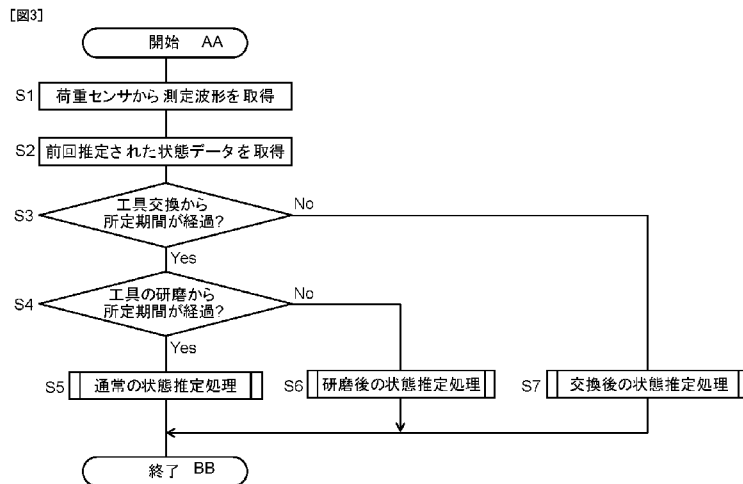 [図3]
開始 AA
S1 荷重センサから測定波形を取得
S2 前回推定された状態データを取得
S3 工具交換から
所定期間が経過?
No
Yes
S4 工具の研磨から
所定期間が経過?
No
Yes
S5 通常の状態推定処理
S6 研磨後の状態推定処理
S7 交換後の状態推定処理
終了 BB